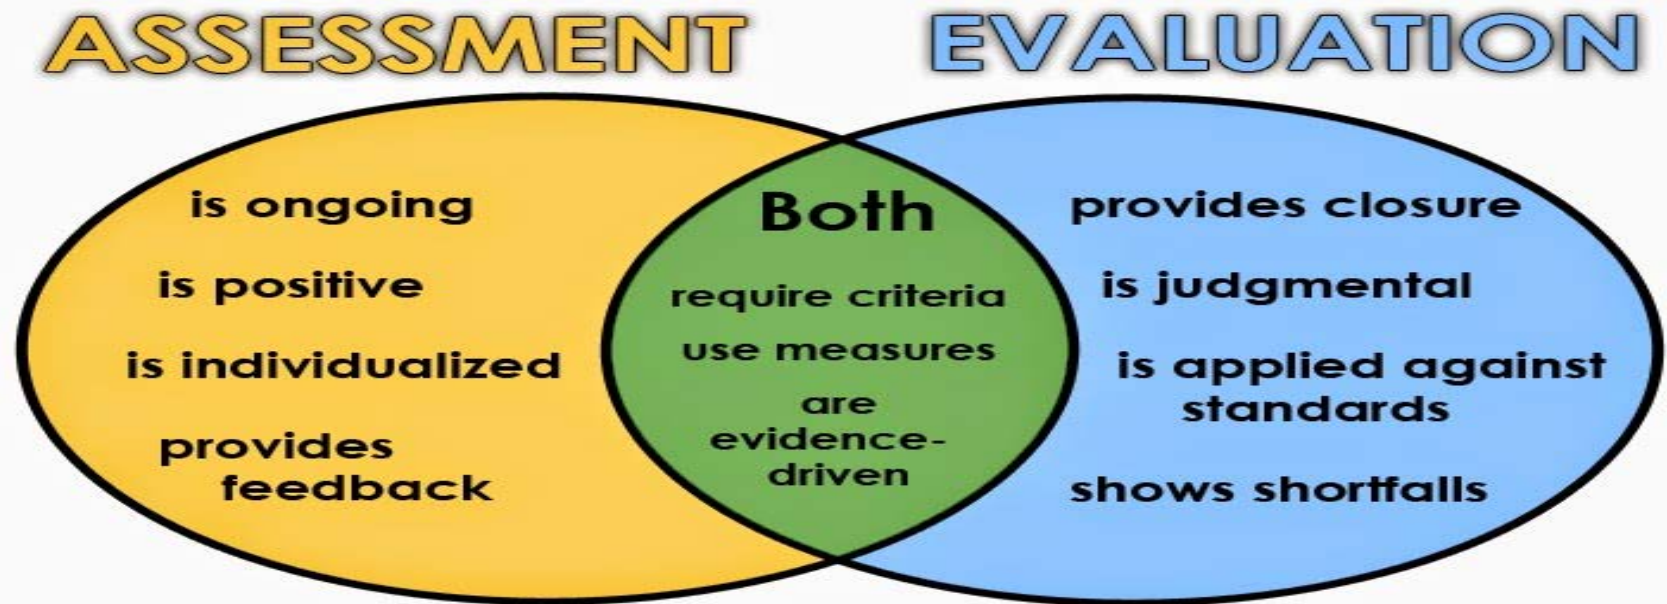 ASSESSMENT
EVALUATION
is ongoing
is positive
is individualized
provides
feedback
Both
require criteria
use measures
are
evidence-
driven
provides closure
is judgmental
is applied against
standards
shows shortfalls